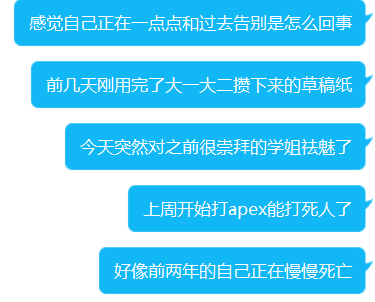 感觉自己正在一点点和过去告别是怎么回事
前几天刚用完了大一大二攒下来的草稿纸
今天突然对之前很崇拜的学姐祛魅了
上周开始打apex能打死人了
好像前两年的自己正在慢慢死亡